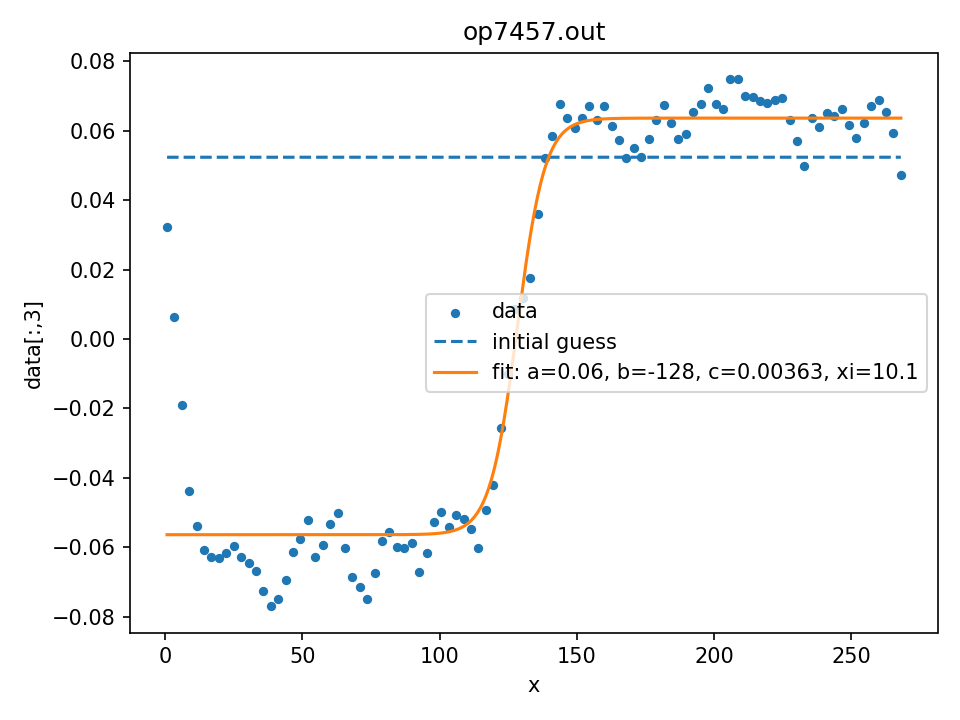 op7457.out
0.08
0.06
0.04
0.02
0.00
−0.02
−0.04
−0.06
−0.08
data[:,3]
data
initial guess
fit: a=0.06, b=-128, c=0.00363, xi=10.1
0 50 100 150 200 250
x